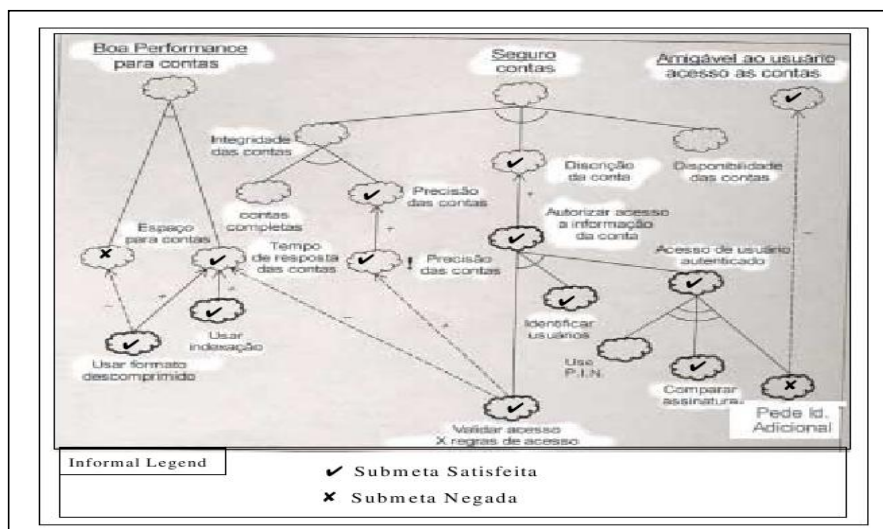 Boa Performance
para contas
Seguro
contas
Amigável ao usuário
acesso as contas
Integridade
das contas
Discrição
da conta
Disponibilidade
das contas
contas
completas
Precisão
das contas
Autorizar acesso
a informação
da conta
Espaço
para contas
Tempo
de resposta
das contas
!
Precisão
das contas
Acesso de usuário
autenticado
Usar
indexação
Identificar
usuários
Usar formato
descomprimido
Use
P.I.N.
Comparar
assinatura
Validar acesso
X regras de acesso
Pede Id.
Adicional
Informal Legend
✔ Submeta Satisfeita
✘ Submeta Negada